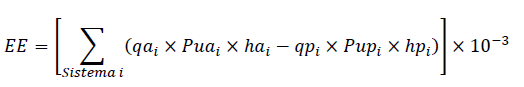 EE = [ ∑_{Sistema i} (qa_i × Pua_i × ha_i − qp_i × Pup_i × hp_i) ] × 10^{−3}